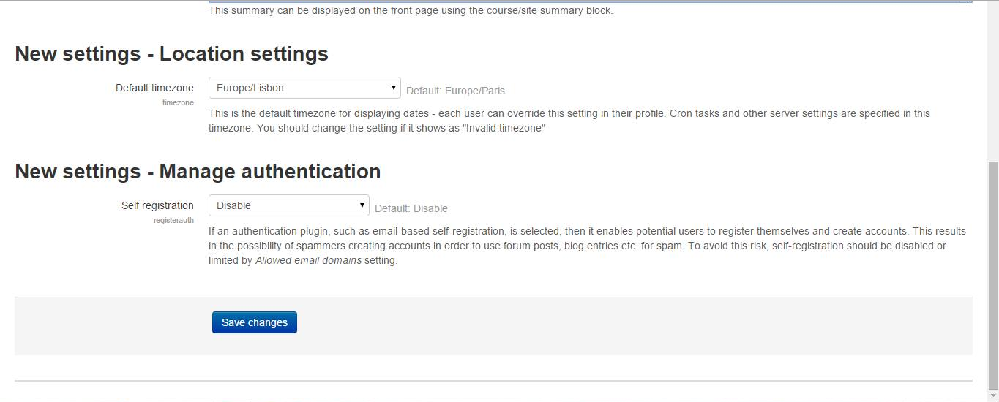 This summary can be displayed on the front page using the course/site summary block.
New settings - Location settings
Default timezone
timezone
Europe/Lisbon
Default: Europe/Paris
This is the default timezone for displaying dates - each user can override this setting in their profile. Cron tasks and other server settings are specified in this
timezone. You should change the setting if it shows as "Invalid timezone"
New settings - Manage authentication
Self registration
registerauth
Disable
Default: Disable
If an authentication plugin, such as email-based self-registration, is selected, then it enables potential users to register themselves and create accounts. This results
in the possibility of spammers creating accounts in order to use forum posts, blog entries etc. for spam. To avoid this risk, self-registration should be disabled or
limited by Allowed email domains setting.
Save changes